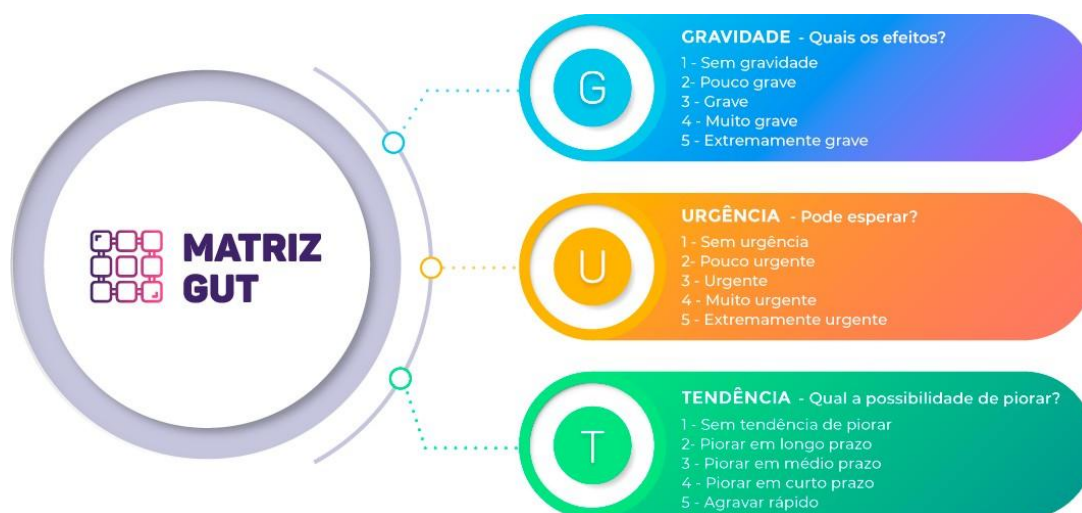 MATRIZ
GUT
G
GRAVIDADE - Quais os efeitos?
1 - Sem gravidade
2- Pouco grave
3 - Grave
4 - Muito grave
5 - Extremamente grave
U
URGÊNCIA - Pode esperar?
1 - Sem urgência
2- Pouco urgente
3 - Urgente
4 - Muito urgente
5 - Extremamente urgente
T
TENDÊNCIA - Qual a possibilidade de piorar?
1 - Sem tendência de piorar
2- Piorar em longo prazo
3 - Piorar em médio prazo
4 - Piorar em curto prazo
5 - Agravar rápido